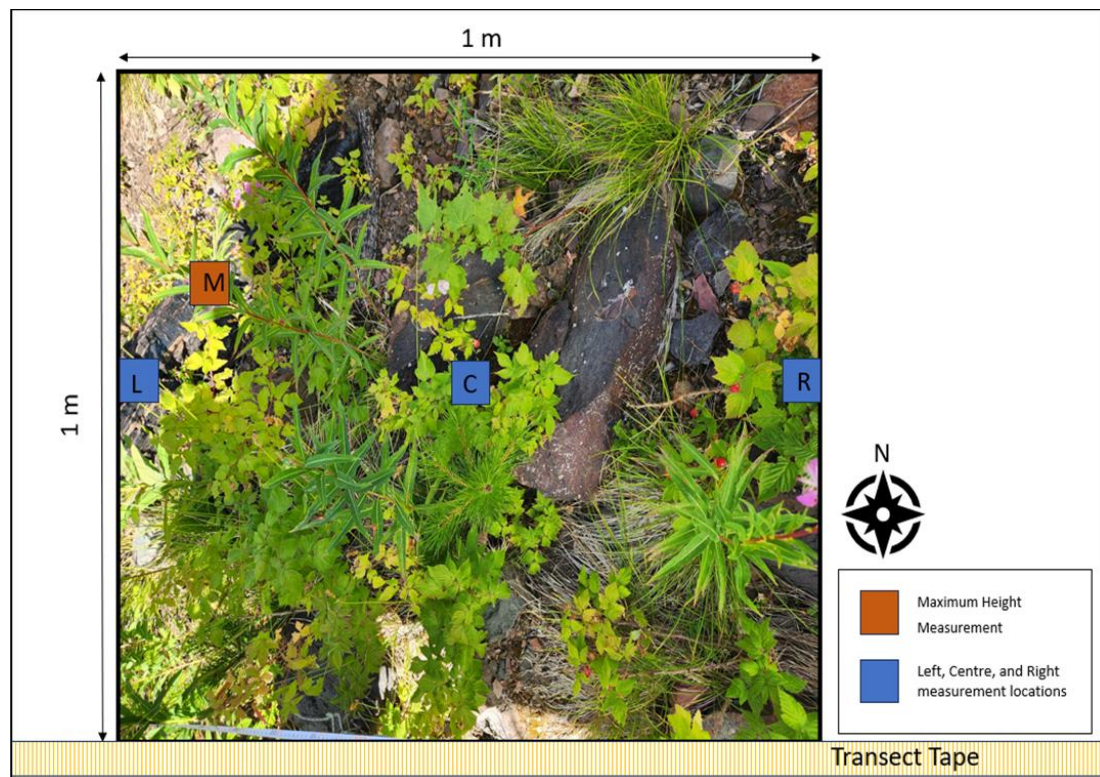 1 m
1 m
M
L
C
R
N
Maximum Height
Measurement
Left, Centre, and Right
measurement locations
Transect Tape